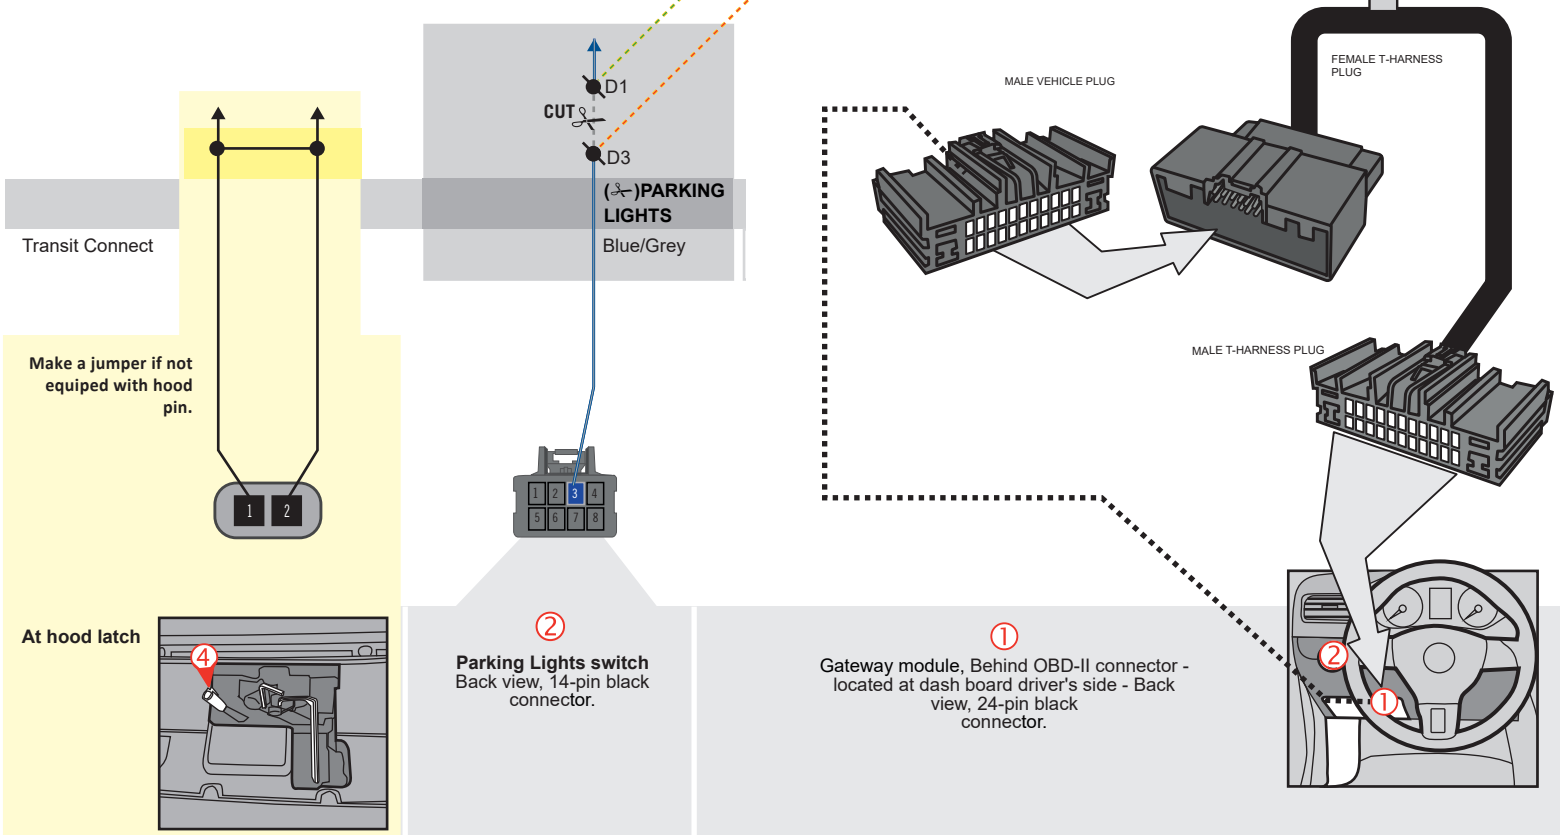 D1
CUT
D3
(✂)PARKING
LIGHTS
Blue/Grey
Transit Connect
Make a jumper if not
equiped with hood
pin.
1 2
1 2 3 4
5 6 7 8
At hood latch
4
2
Parking Lights switch
Back view, 14-pin black
connector.
MALE VEHICLE PLUG
FEMALE T-HARNESS
PLUG
MALE T-HARNESS PLUG
1
Gateway module, Behind OBD-II connector -
located at dash board driver's side - Back
view, 24-pin black
connector.
2
1